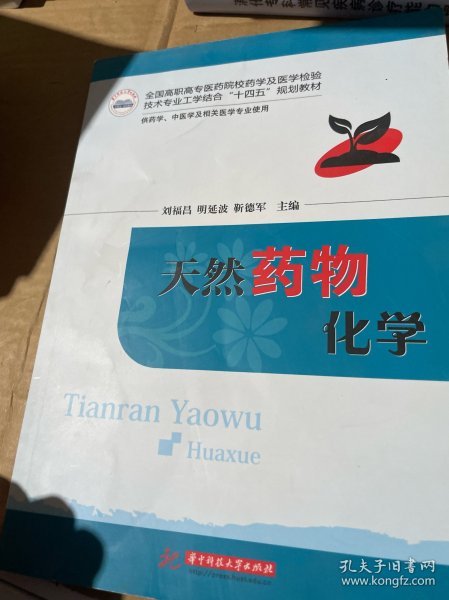 全国高职高专医药院校药学及医学检验
技术专业工学结合“十四五”规划教材
供药学、中医学及相关医学专业使用
刘福昌 明延波 靳德军 主编
天然药物
化学
Tianran Yaowu
Huaxue
华中科技大学出版社
http://www.hustp.com
孔夫子旧书网